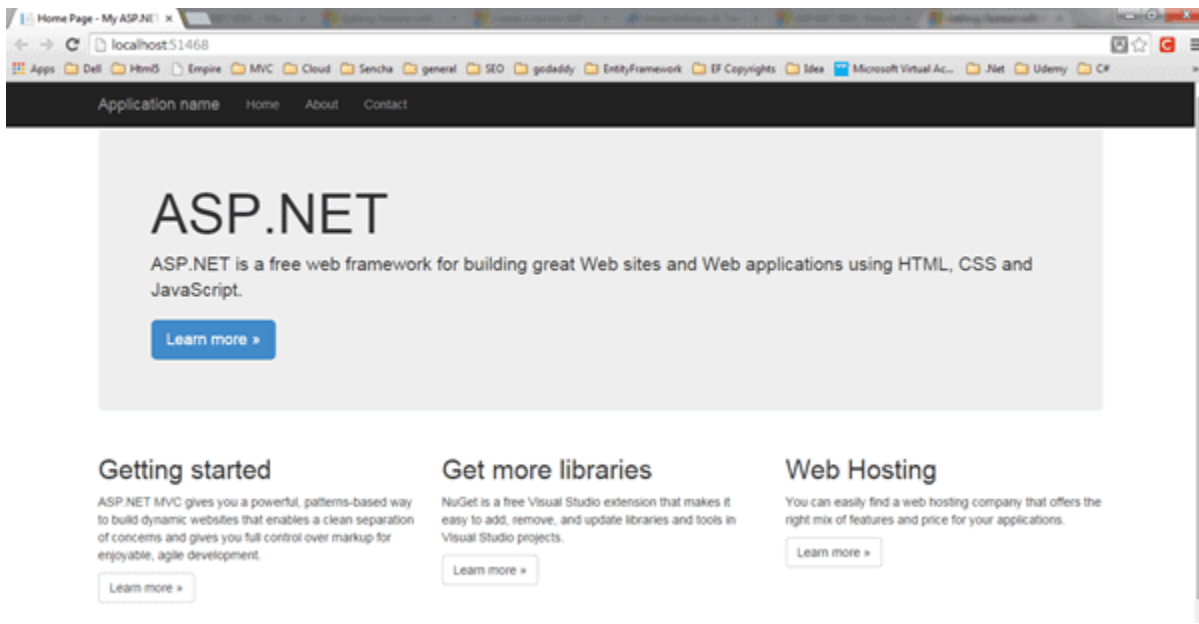 Home Page - My ASP.NET
localhost:51468
Apps Dell Html5 Empire MVC Cloud Sencha general SEO godaddy EntityFramework EF Copyrights Idea Microsoft Virtual Ac... .Net Udemy C#
Application name Home About Contact
ASP.NET
ASP.NET is a free web framework for building great Web sites and Web applications using HTML, CSS and
JavaScript.
Learn more »
Getting started
ASP.NET MVC gives you a powerful, patterns-based way
to build dynamic websites that enables a clean separation
of concerns and gives you full control over markup for
enjoyable, agile development.
Learn more »
Get more libraries
NuGet is a free Visual Studio extension that makes it
easy to add, remove, and update libraries and tools in
Visual Studio projects.
Learn more »
Web Hosting
You can easily find a web hosting company that offers the
right mix of features and price for your applications.
Learn more »